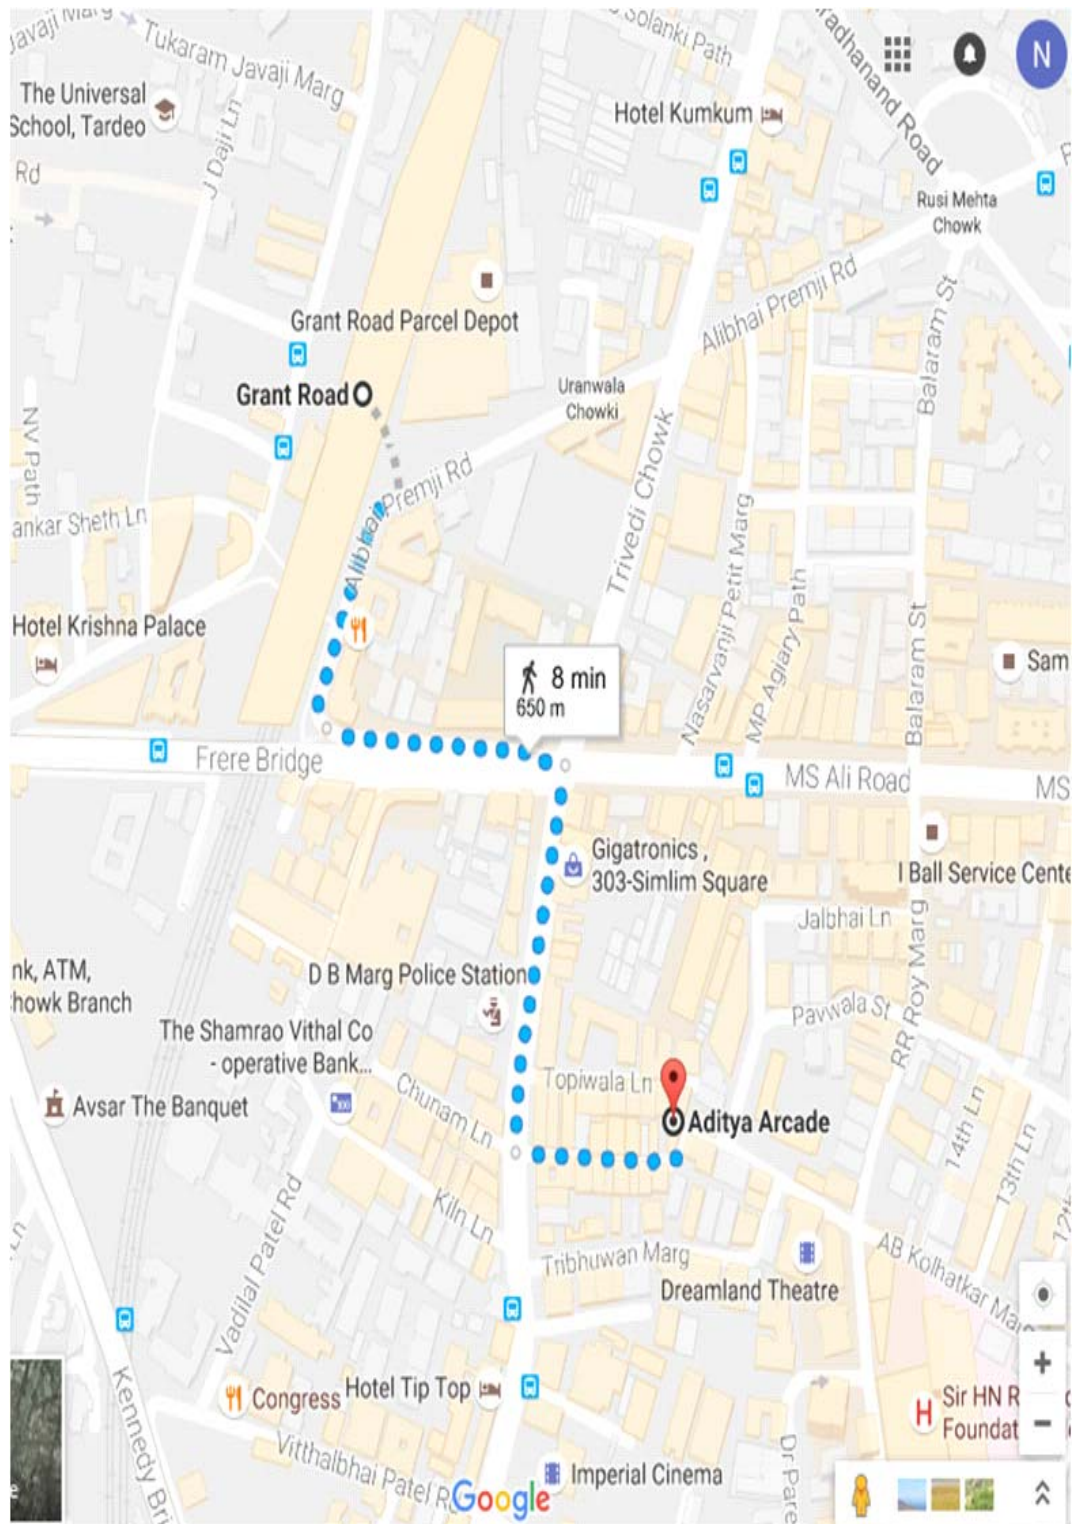 Javaji Marg
Tukaram Javaji Marg
Solanki Path
radhanand Road
N
The Universal
School, Tardeo
J Daji Ln
Hotel Kumkum
Rd
Rusi Mehta
Chowk
Grant Road Parcel Depot
Alibhai Premji Rd
Balaram St
Grant Road
Uranwala
Chowki
NV Path
Alibhai Premji Rd
Trivedi Chowk
ankar Sheth Ln
Nasarvanji Petit Marg
MP Agiary Path
Balaram St
Hotel Krishna Palace
Sam
8 min
650 m
Frere Bridge
MS Ali Road
MS
Gigatronics ,
303-Simlim Square
I Ball Service Cente
Jalbhai Ln
RR Roy Marg
nk, ATM,
howk Branch
D B Marg Police Station
Pavwala St
The Shamrao Vithal Co
- operative Bank...
Chunam Ln
Topiwala Ln
Avsar The Banquet
Aditya Arcade
14th Ln
13th Ln
12th
Ln
Vadilal Patel Rd
Kiln Ln
Tribhuwan Marg
AB Kolhatkar Marg
Dreamland Theatre
Kennedy Bri
Congress
Hotel Tip Top
Sir HN R
Foundat
H
Vitthalbhai Patel R
Google
Imperial Cinema
Dr Pare